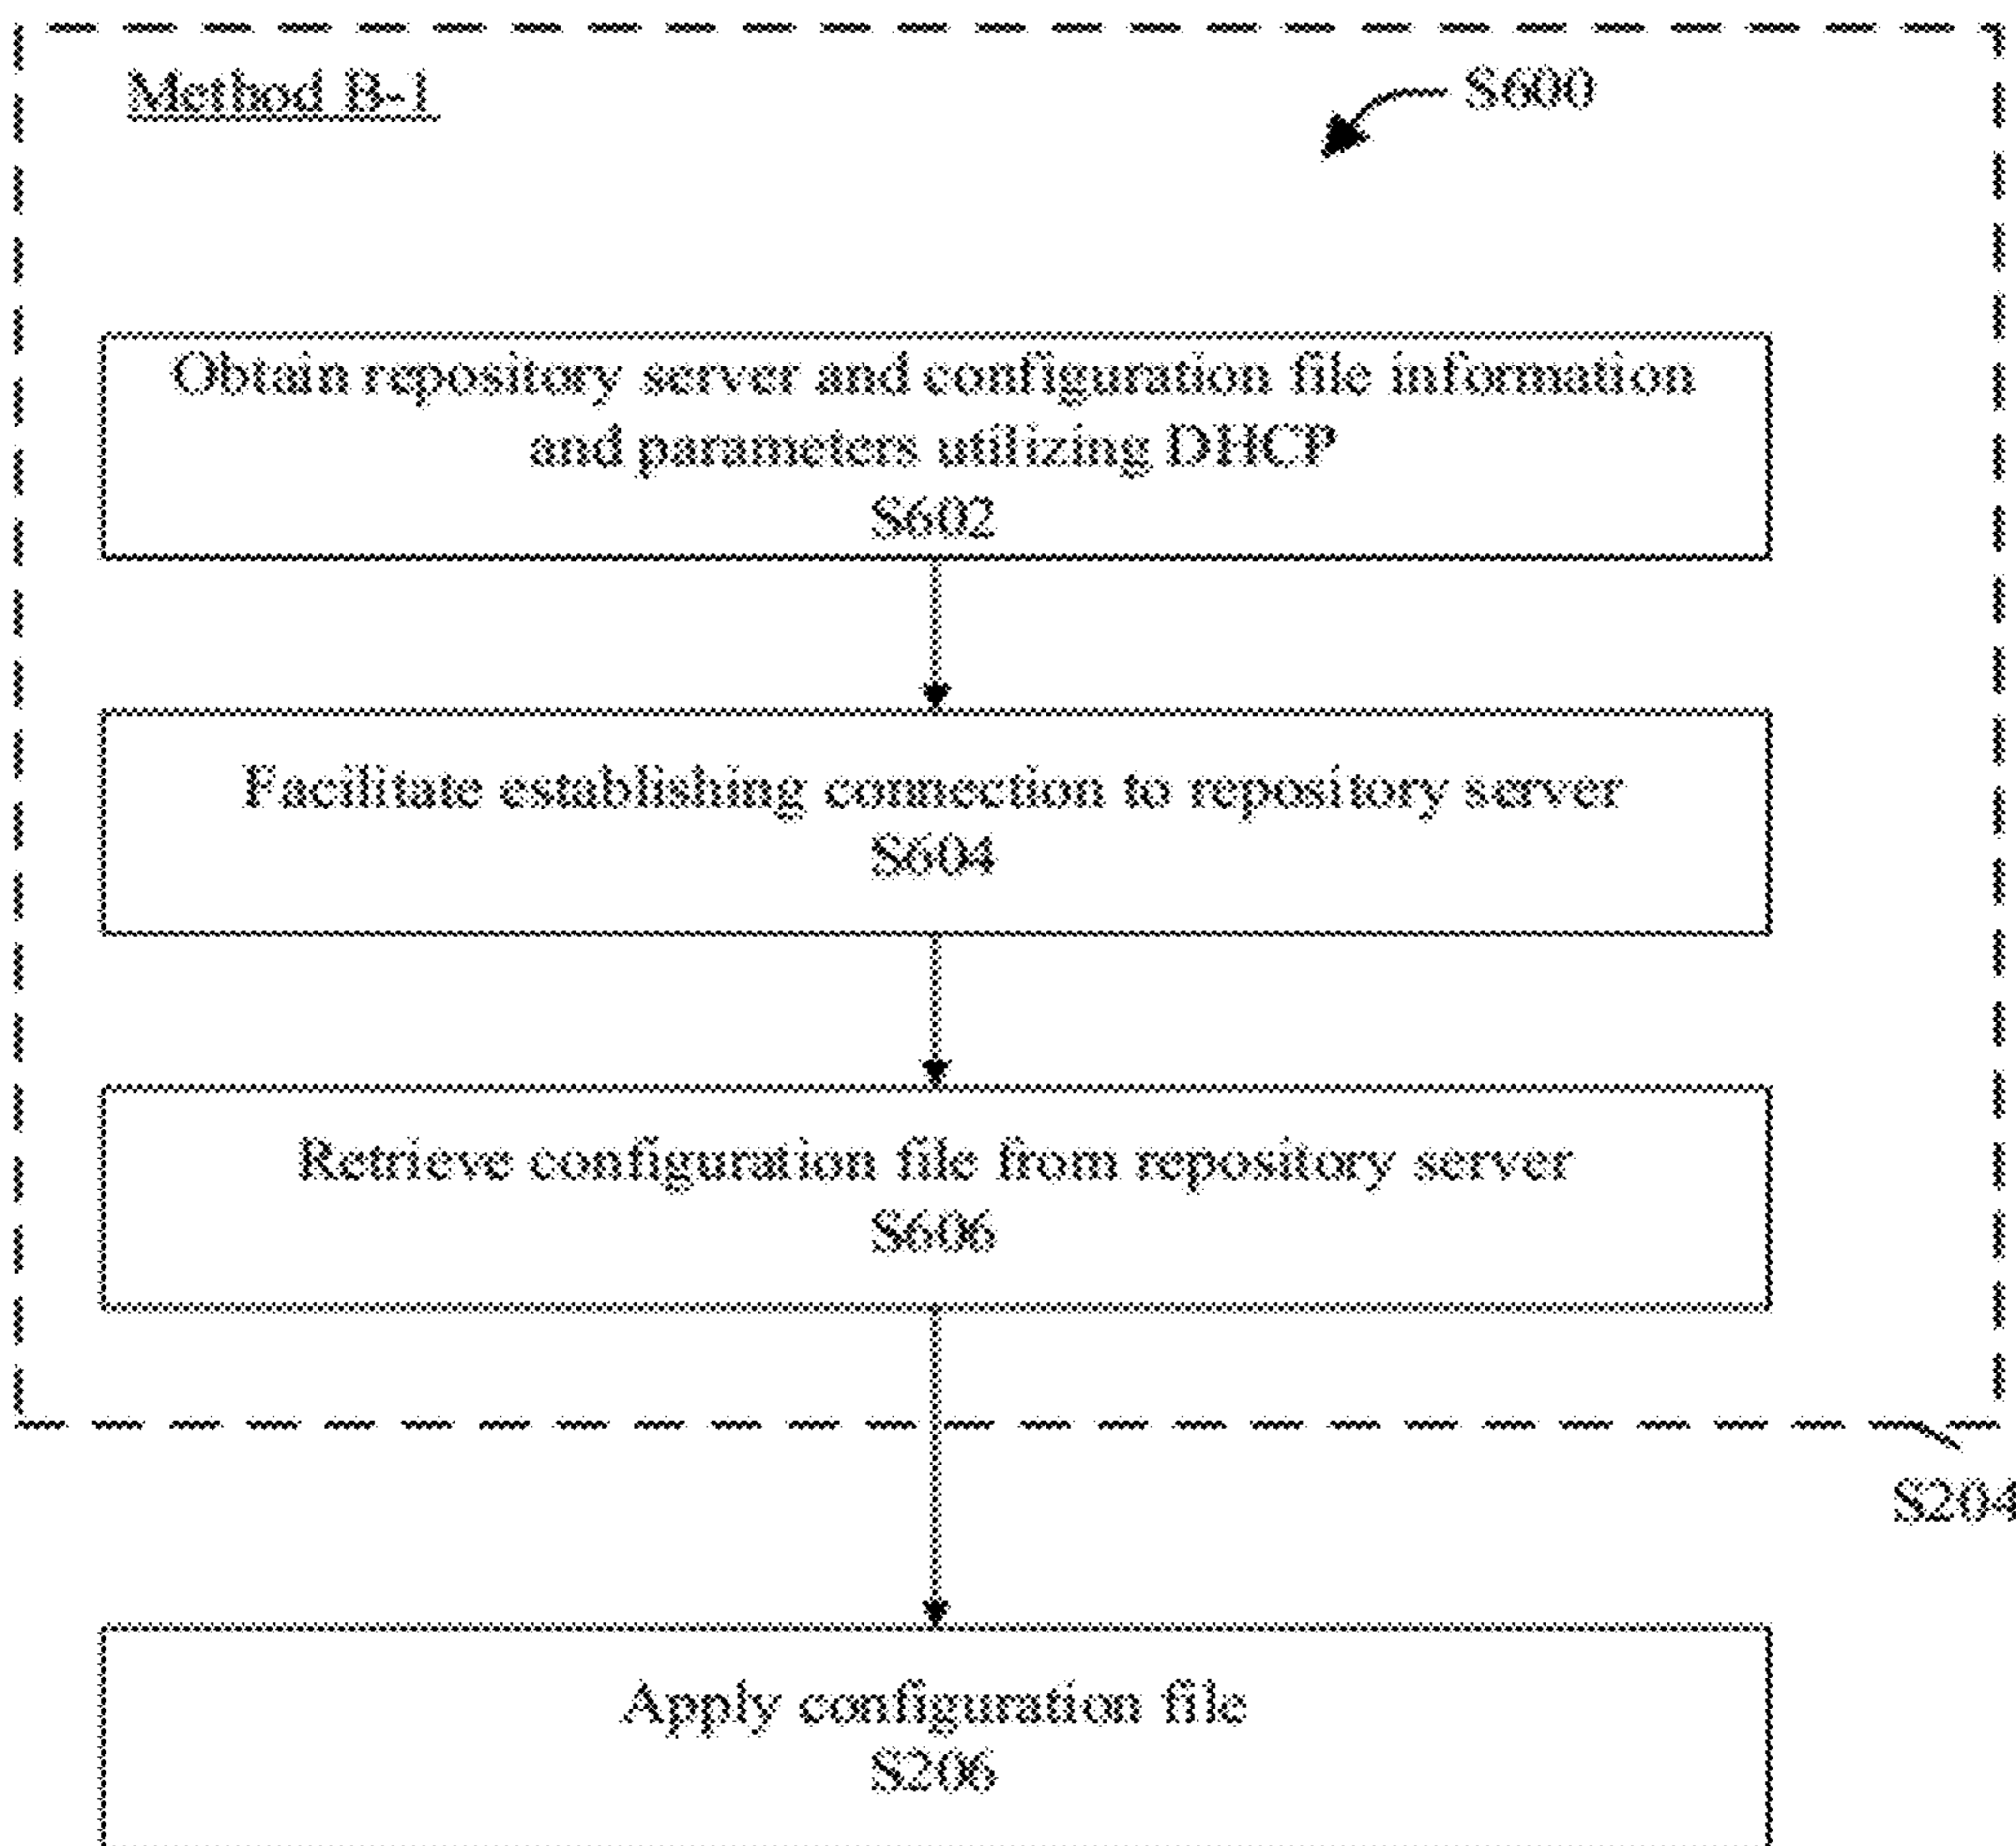 Method B-1
S600
Obtain repository server and configuration file information
and parameters utilizing DHCP
S602
Facilitate establishing connection to repository server
S604
Retrieve configuration file from repository server
S606
S204
Apply configuration file
S206